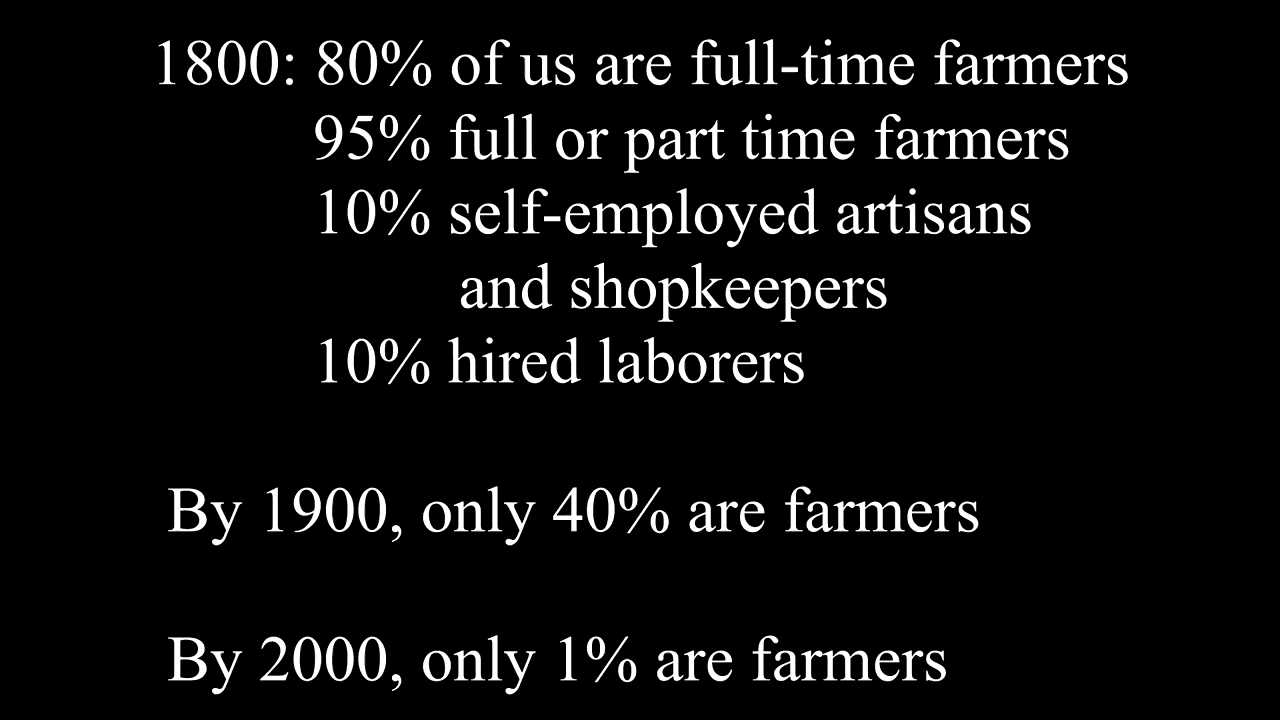 1800: 80% of us are full-time farmers
95% full or part time farmers
10% self-employed artisans
and shopkeepers
10% hired laborers
By 1900, only 40% are farmers
By 2000, only 1% are farmers